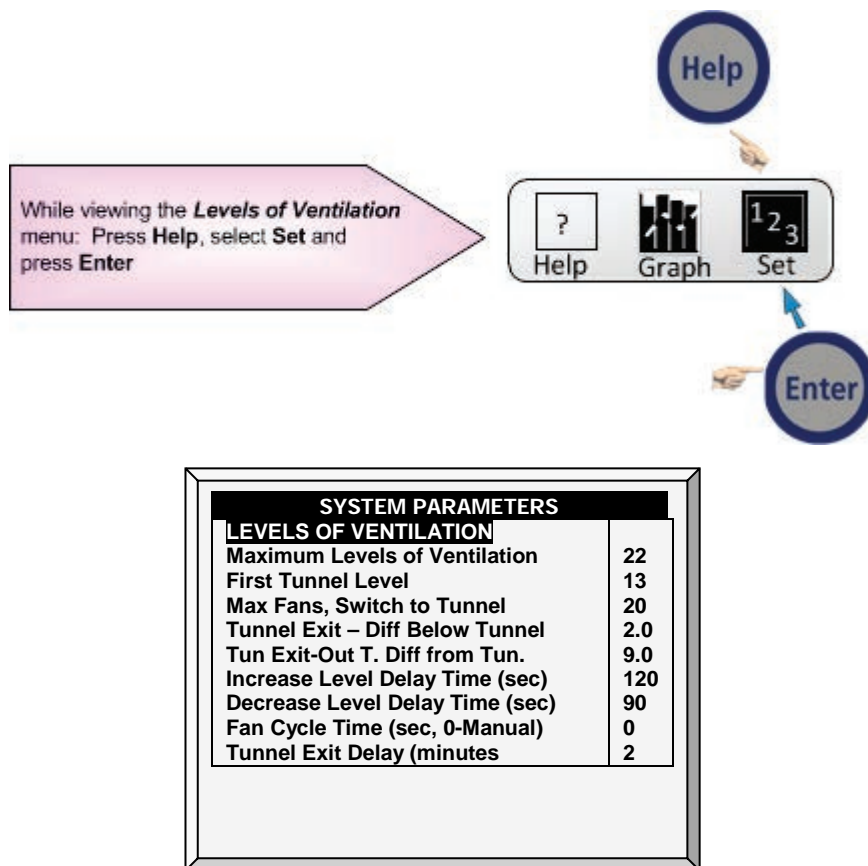 Help
While viewing the Levels of Ventilation
menu: Press Help, select Set and
press Enter
?
1 2 3
Help Graph Set
Enter
SYSTEM PARAMETERS
LEVELS OF VENTILATION
Maximum Levels of Ventilation 22
First Tunnel Level 13
Max Fans, Switch to Tunnel 20
Tunnel Exit – Diff Below Tunnel 2.0
Tun Exit-Out T. Diff from Tun. 9.0
Increase Level Delay Time (sec) 120
Decrease Level Delay Time (sec) 90
Fan Cycle Time (sec, 0-Manual) 0
Tunnel Exit Delay (minutes 2